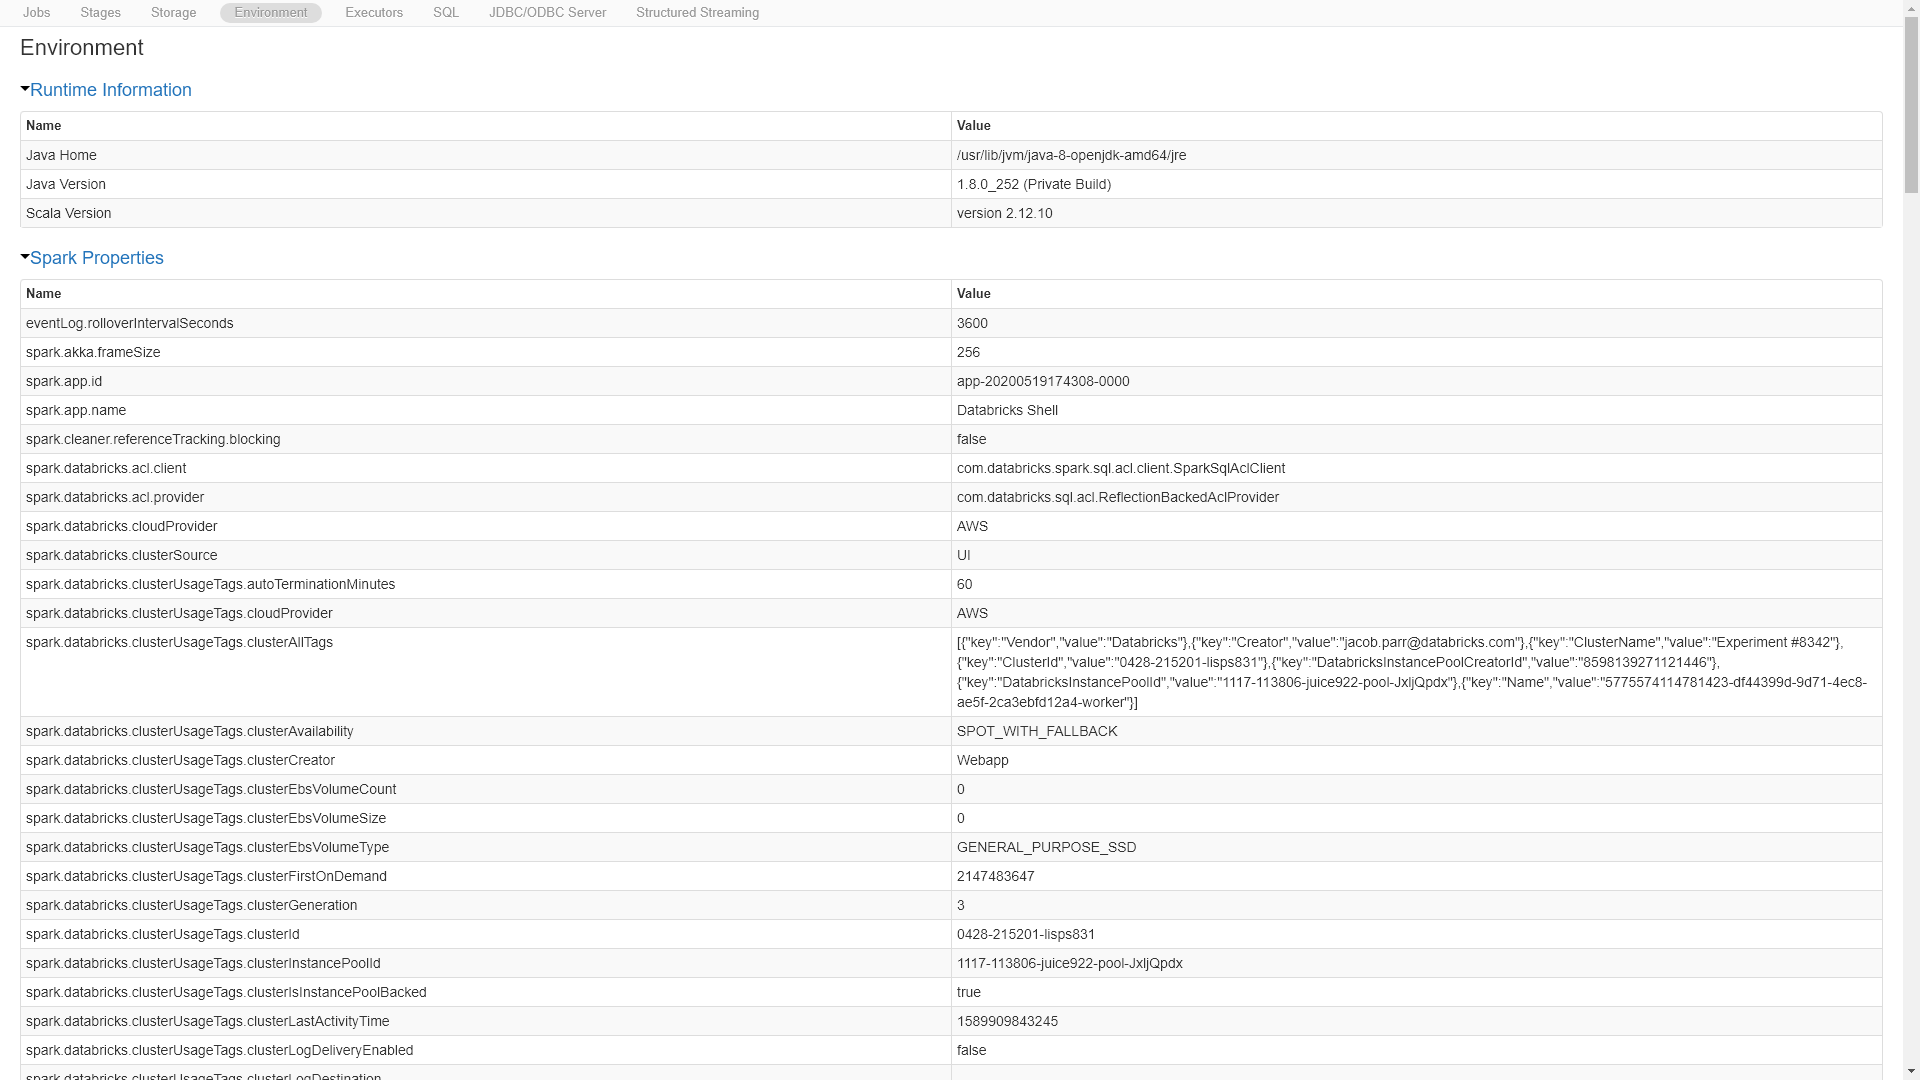 Jobs Stages Storage Environment Executors SQL JDBC/ODBC Server Structured Streaming
Environment
Runtime Information
Name Value
Java Home /usr/lib/jvm/java-8-openjdk-amd64/jre
Java Version 1.8.0_252 (Private Build)
Scala Version version 2.12.10
Spark Properties
Name Value
eventLog.rolloverIntervalSeconds 3600
spark.akka.frameSize 256
spark.app.id app-20200519174308-0000
spark.app.name Databricks Shell
spark.cleaner.referenceTracking.blocking false
spark.databricks.acl.client com.databricks.spark.sql.acl.client.SparkSqlAclClient
spark.databricks.acl.provider com.databricks.sql.acl.ReflectionBackedAclProvider
spark.databricks.cloudProvider AWS
spark.databricks.clusterSource UI
spark.databricks.clusterUsageTags.autoTerminationMinutes 60
spark.databricks.clusterUsageTags.cloudProvider AWS
spark.databricks.clusterUsageTags.clusterAllTags [{"key":"Vendor","value":"Databricks"},{"key":"Creator","value":"jacob.parr@databricks.com"},{"key":"ClusterName","value":"Experiment #8342"},
{"key":"ClusterId","value":"0428-215201-lisps831"},{"key":"DatabricksInstancePoolCreatorId","value":"8598139271121446"},
{"key":"DatabricksInstancePoolId","value":"1117-113806-juice922-pool-JxIjQpdx"},{"key":"Name","value":"5775574114781423-df44399d-9d71-4ec8-
ae5f-2ca3ebfd12a4-worker"}]
spark.databricks.clusterUsageTags.clusterAvailability SPOT_WITH_FALLBACK
spark.databricks.clusterUsageTags.clusterCreator Webapp
spark.databricks.clusterUsageTags.clusterEbsVolumeCount 0
spark.databricks.clusterUsageTags.clusterEbsVolumeSize 0
spark.databricks.clusterUsageTags.clusterEbsVolumeType GENERAL_PURPOSE_SSD
spark.databricks.clusterUsageTags.clusterFirstOnDemand 2147483647
spark.databricks.clusterUsageTags.clusterGeneration 3
spark.databricks.clusterUsageTags.clusterId 0428-215201-lisps831
spark.databricks.clusterUsageTags.clusterInstancePoolId 1117-113806-juice922-pool-JxIjQpdx
spark.databricks.clusterUsageTags.clusterIsInstancePoolBacked true
spark.databricks.clusterUsageTags.clusterLastActivityTime 1589909843245
spark.databricks.clusterUsageTags.clusterLogDeliveryEnabled false
spark.databricks.clusterUsageTags.clusterLogDestination